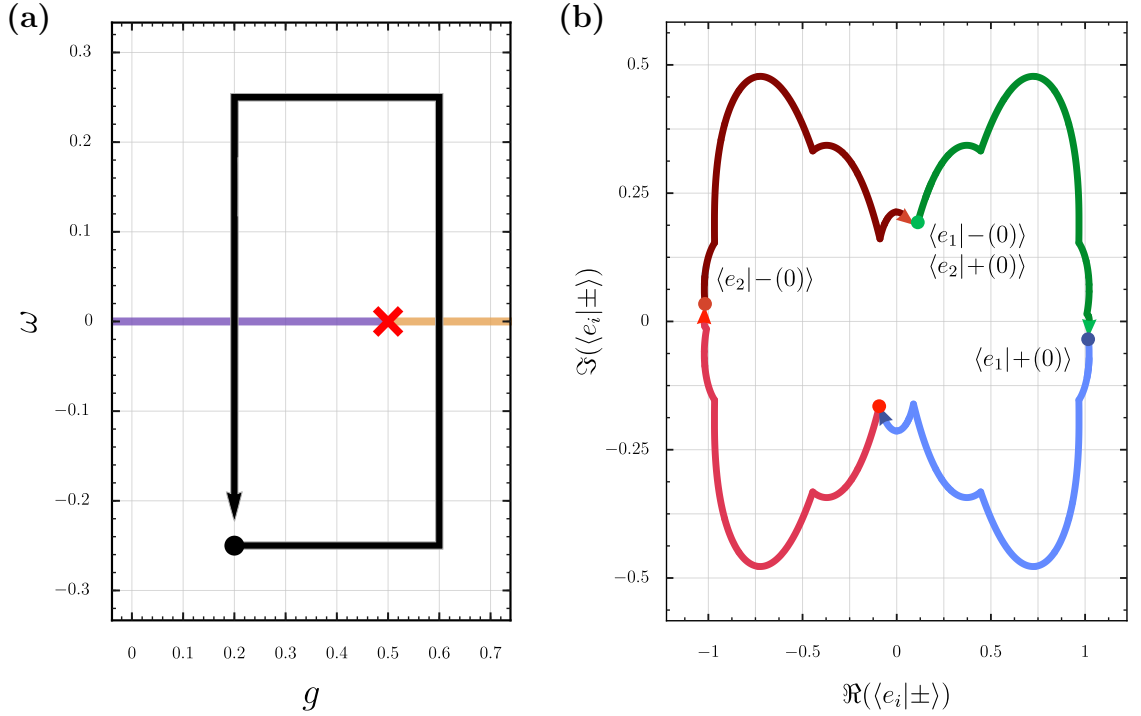 (a)
0.3
0.2
0.1
0
−0.1
−0.2
−0.3
ω
0 0.1 0.2 0.3 0.4 0.5 0.6 0.7
g
(b)
0.5
0.25
0
−0.25
−0.5
ℑ(⟨e_i|±⟩)
⟨e_1|−(0)⟩
⟨e_2|+(0)⟩
⟨e_2|−(0)⟩
⟨e_1|+(0)⟩
−1 −0.5 0 0.5 1
ℜ(⟨e_i|±⟩)